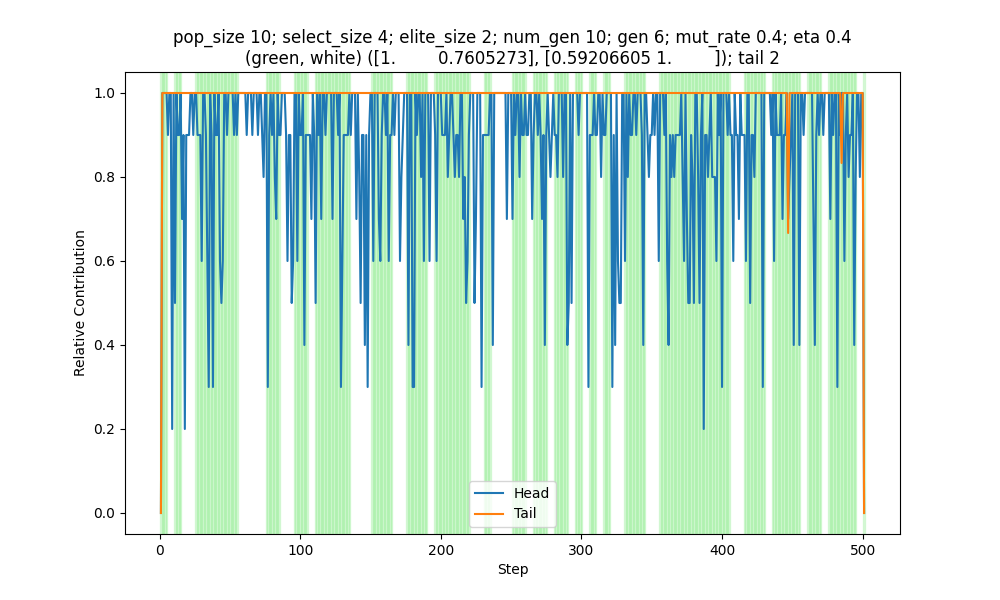 pop_size 10; select_size 4; elite_size 2; num_gen 10; gen 6; mut_rate 0.4; eta 0.4
(green, white) ([1.        0.7605273], [0.59206605 1.        ]); tail 2
1.0
0.8
0.6
0.4
0.2
0.0
Relative Contribution
Head
Tail
0
100
200
300
400
500
Step